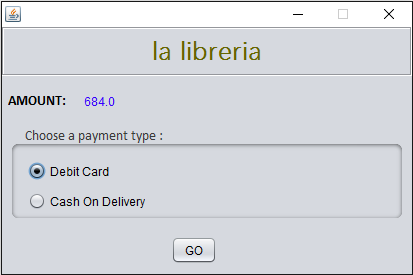 la libreria
AMOUNT: 684.0
Choose a payment type :
Debit Card
Cash On Delivery
GO